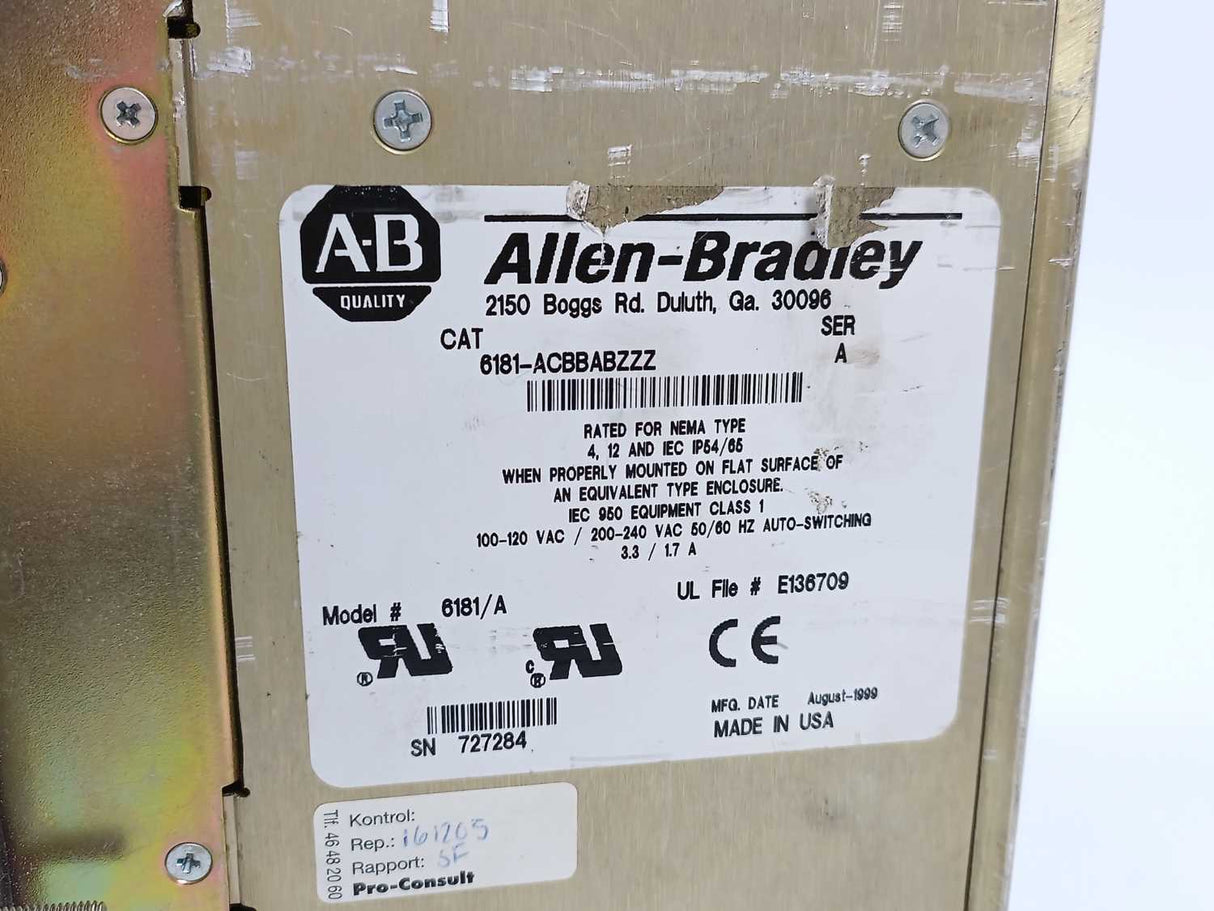 A-B
QUALITY
Allen-Bradley
2150 Boggs Rd. Duluth, Ga. 30096
CAT SER
6181-ACBBABZZZ A
RATED FOR NEMA TYPE
4, 12 AND IEC IP54/65
WHEN PROPERLY MOUNTED ON FLAT SURFACE OF
AN EQUIVALENT TYPE ENCLOSURE.
IEC 950 EQUIPMENT CLASS 1
100-120 VAC / 200-240 VAC 50/60 HZ AUTO-SWITCHING
3.3 / 1.7 A
UL File # E136709
Model # 6181/A
RU ® c RU ® CE
MFG. DATE August-1999
MADE IN USA
SN 727284
Tlf. 46 48 20 60
Kontrol:
Rep.: 161205
Rapport: SF
Pro-Consult